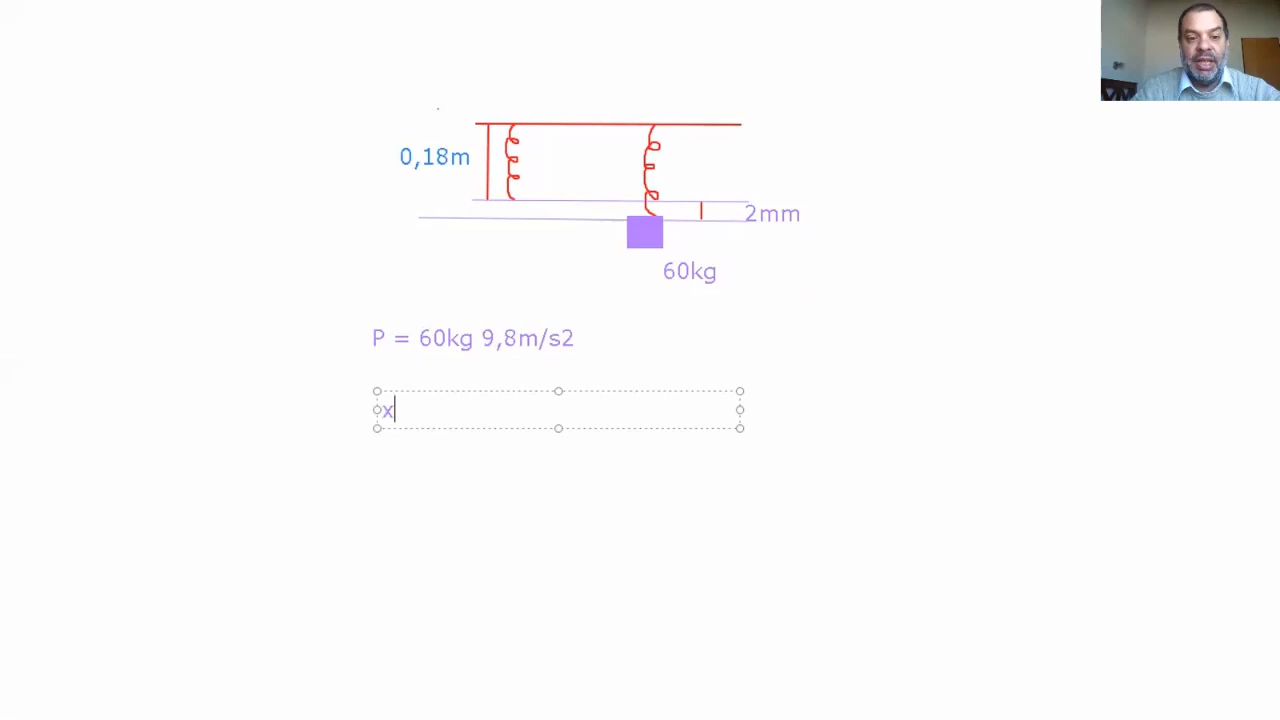 0,18m
2mm
60kg
P = 60kg 9,8m/s2
x